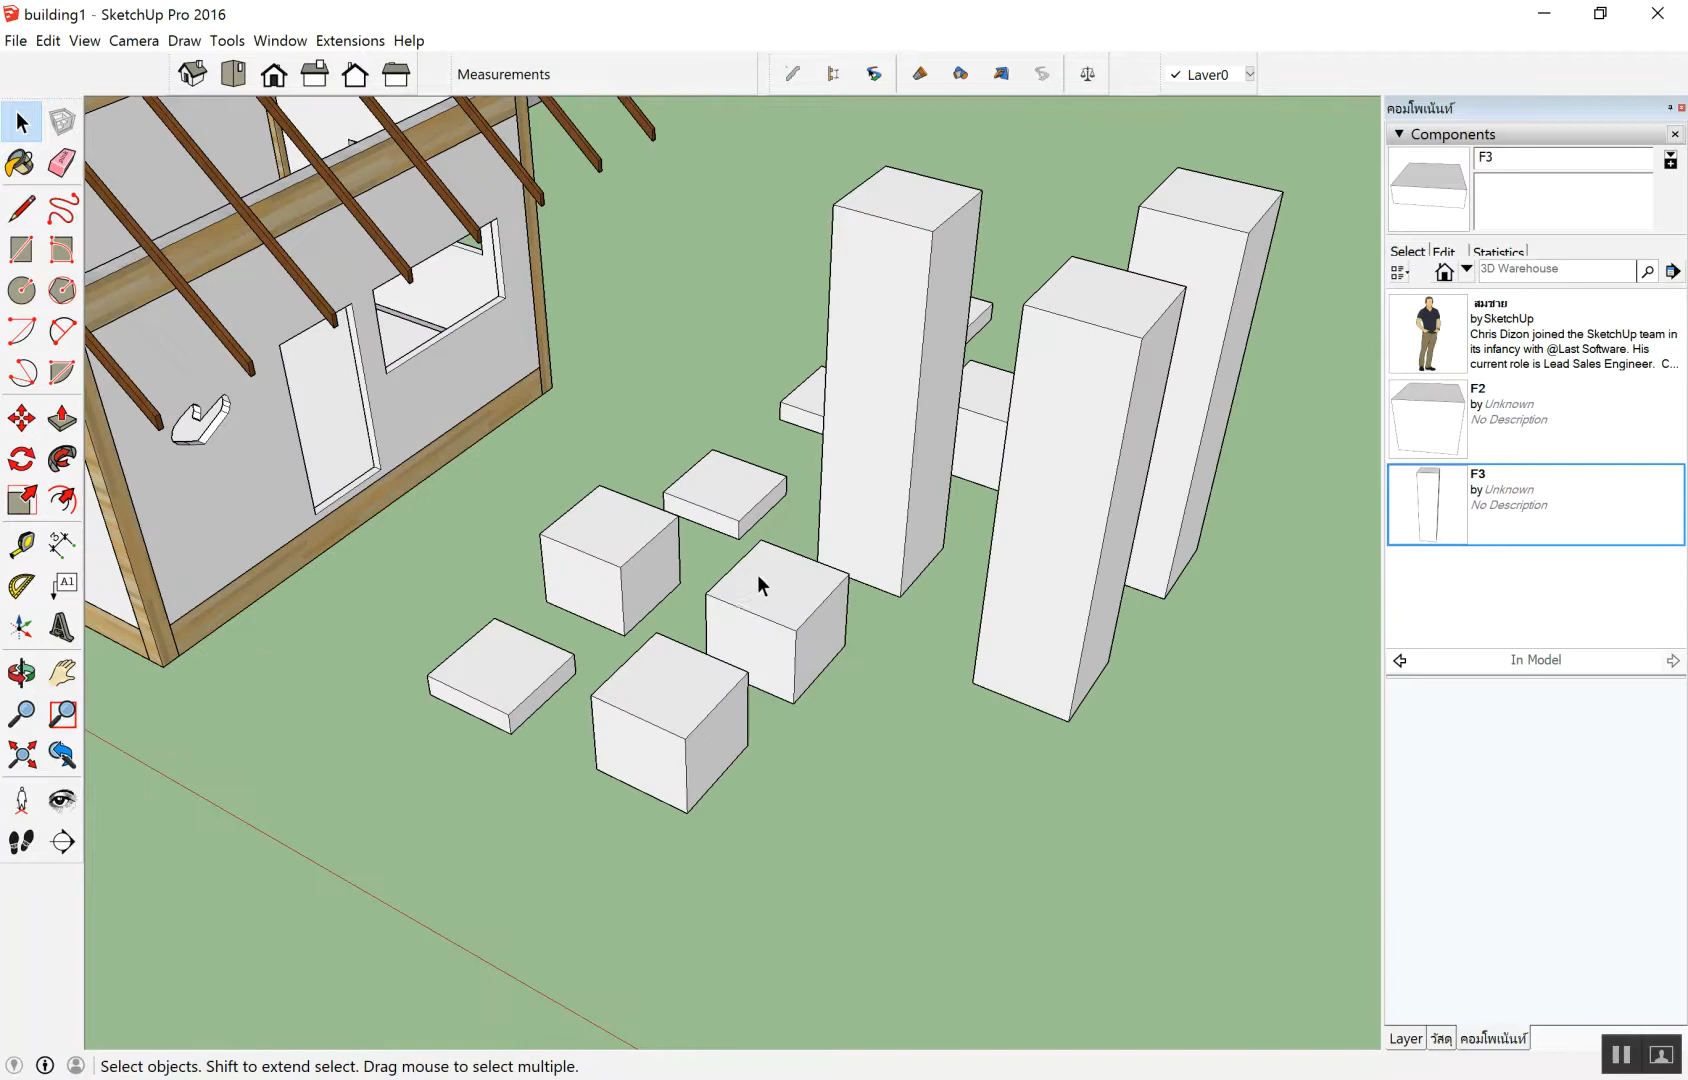 building1 - SketchUp Pro 2016
File Edit View Camera Draw Tools Window Extensions Help
Measurements
✓ Layer0
คอมโพเน้นท์
Components
F3
Select Edit Statistics
3D Warehouse
สมชาย
by SketchUp
Chris Dizon joined the SketchUp team in
its infancy with @Last Software. His
current role is Lead Sales Engineer. C...
F2
by Unknown
No Description
F3
by Unknown
No Description
In Model
Layer วัสดุ คอมโพเน้นท์
A1
3
Select objects. Shift to extend select. Drag mouse to select multiple.